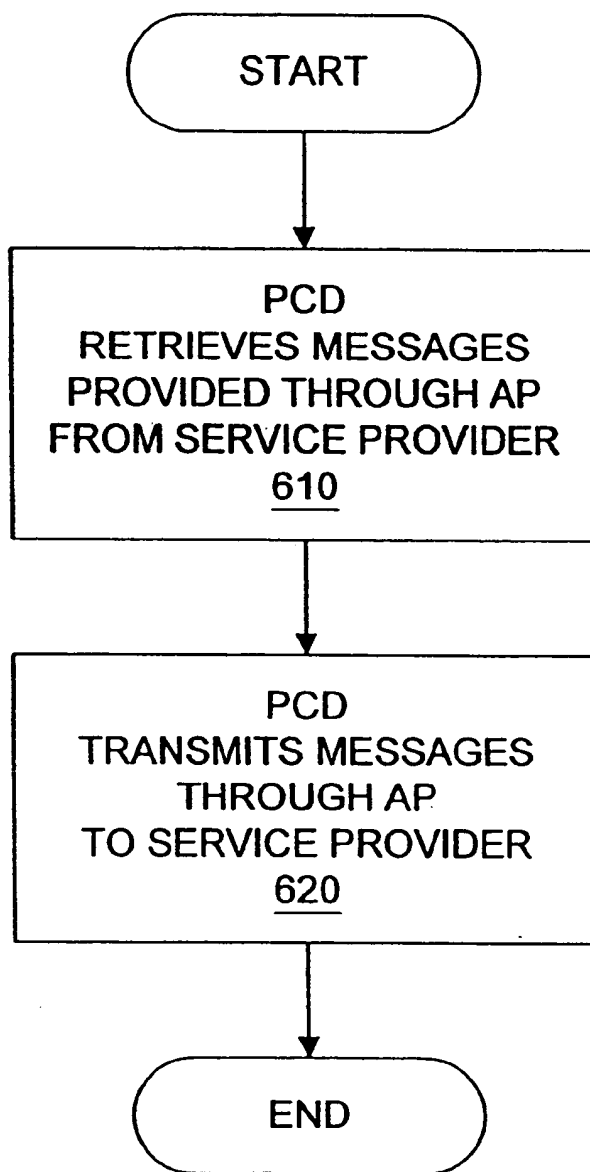 START
PCD
RETRIEVES MESSAGES
PROVIDED THROUGH AP
FROM SERVICE PROVIDER
610
PCD
TRANSMITS MESSAGES
THROUGH AP
TO SERVICE PROVIDER
620
END